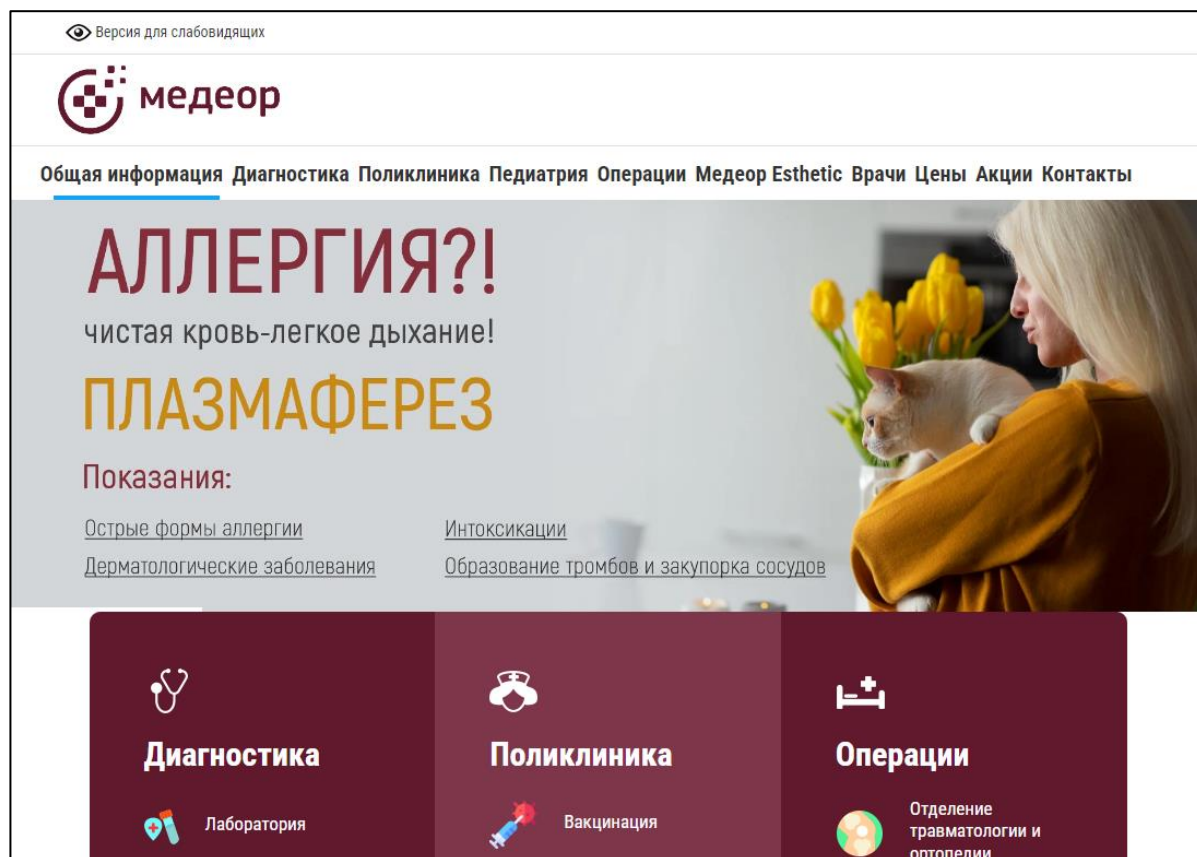 Версия для слабовидящих
медеор
Общая информация Диагностика Поликлиника Педиатрия Операции Медеор Esthetic Врачи Цены Акции Контакты
АЛЛЕРГИЯ?!
чистая кровь-легкое дыхание!
ПЛАЗМАФЕРЕЗ
Показания:
Острые формы аллергии
Интоксикации
Дерматологические заболевания
Образование тромбов и закупорка сосудов
Диагностика
Лаборатория
Поликлиника
Вакцинация
Операции
Отделение
травматологии и
ортопедии